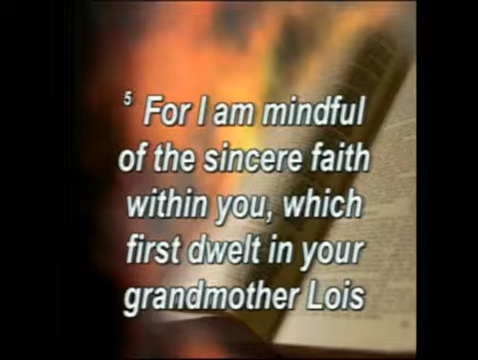 5 For I am mindful
of the sincere faith
within you, which
first dwelt in your
grandmother Lois